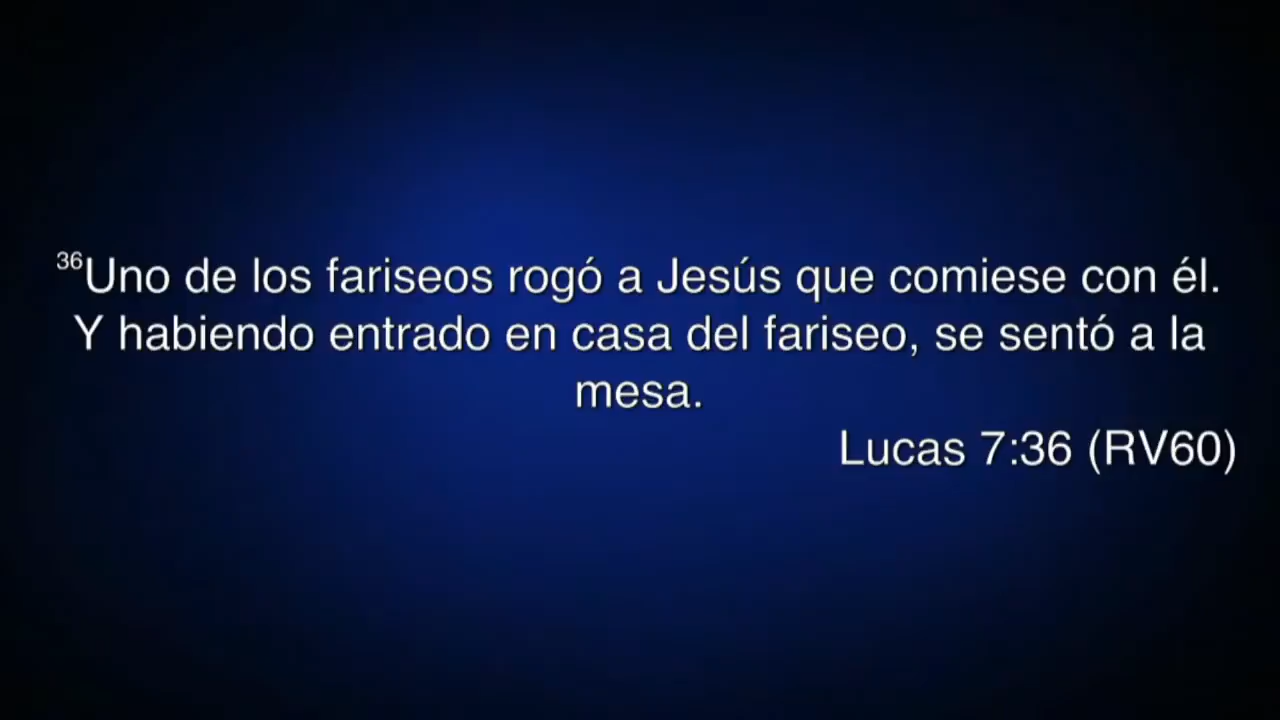 ³⁶Uno de los fariseos rogó a Jesús que comiese con él.
Y habiendo entrado en casa del fariseo, se sentó a la
mesa.
Lucas 7:36 (RV60)